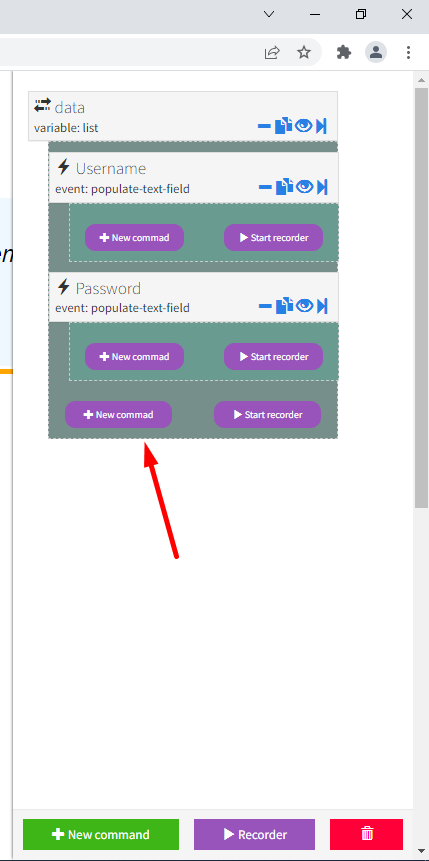 data
variable: list
Username
event: populate-text-field
New commad
Start recorder
Password
event: populate-text-field
New commad
Start recorder
New commad
Start recorder
New command
Recorder